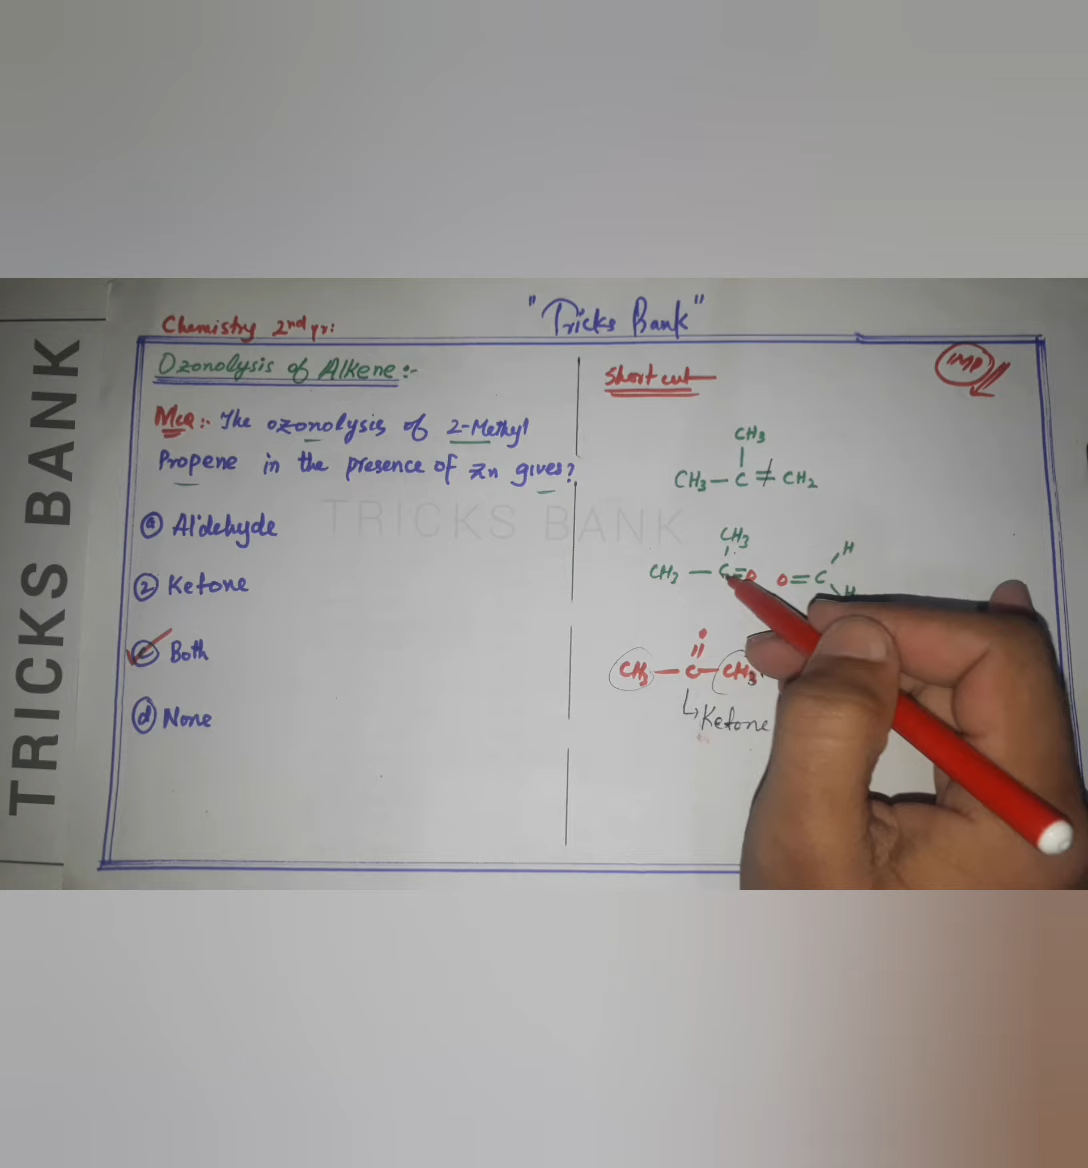 TRICKS BANK
Chemistry 2nd yr:
"Tricks Bank"
Ozonolysis of Alkene:-
Mcq:- The ozonolysis of 2-Methyl
Propene in the presence of Zn gives?
ⓐ Aldehyde
② Ketone
ⓒ Both
ⓓ None
TRICKS BANK
Short cut
IMP
CH₃
CH₃ — C = CH₂
CH₃
CH₃ — C = O O = C
H
H
CH₃ — C — CH₃
↳ Ketone